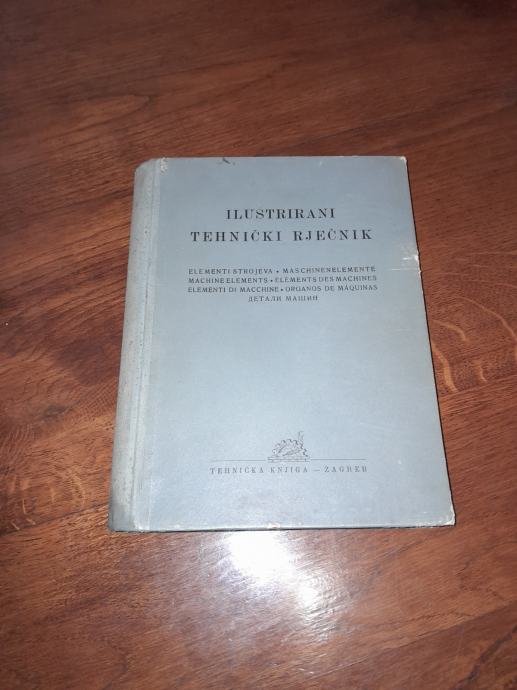 ILUSTRIRANI
TEHNIČKI RJEČNIK
ELEMENTI STROJEVA • MASCHINENELEMENTE
MACHINE ELEMENTS • ELÉMENTS DES MACHINES
ELEMENTI DI MACCHINE • ORGANOS DE MÁQUINAS
ДЕТАЛИ МАШИН
TEHNIČKA KNJIGA — ZAGREB